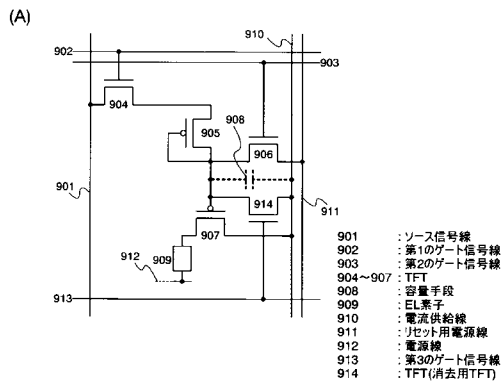 (A)
910
902
903
904
908
905
906
901
914
911
907
912
909
913
901 : ソース信号線
902 : 第1のゲート信号線
903 : 第2のゲート信号線
904～907 : TFT
908 : 容量手段
909 : EL素子
910 : 電流供給線
911 : リセット用電源線
912 : 電源線
913 : 第3のゲート信号線
914 : TFT(消去用TFT)